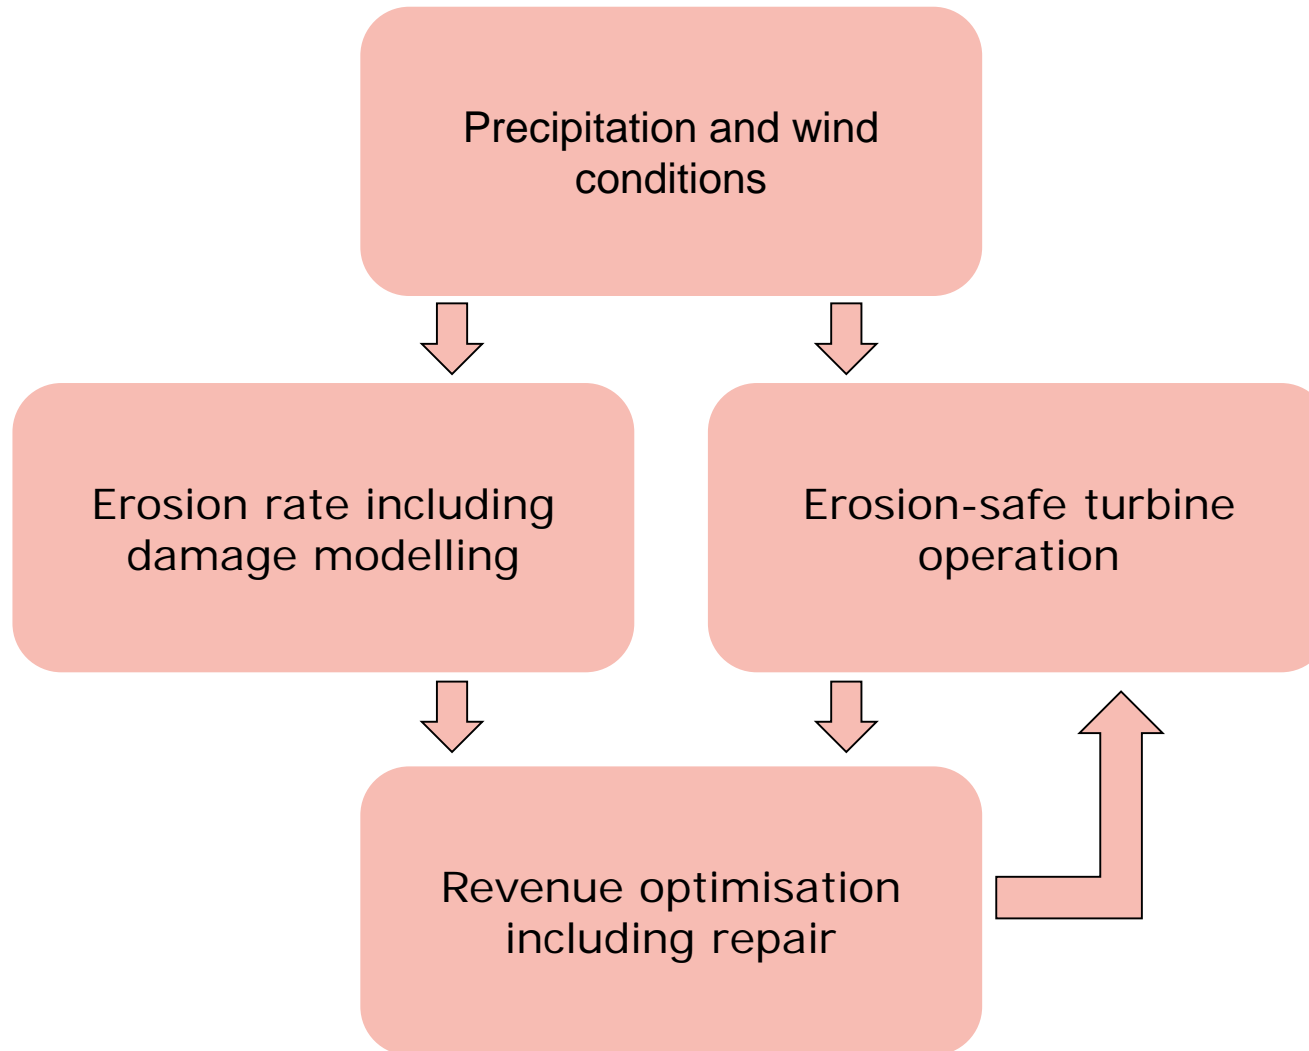 Precipitation and wind
conditions
Erosion rate including
damage modelling
Erosion-safe turbine
operation
Revenue optimisation
including repair